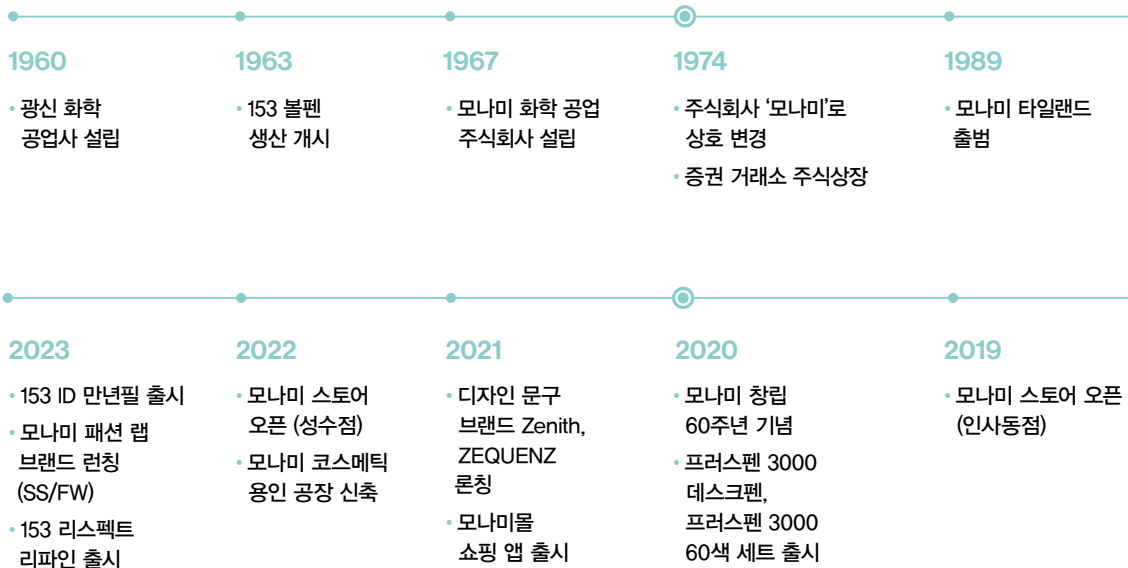 1960
• 광신 화학
공업사 설립
1963
• 153 볼펜
생산 개시
1967
• 모나미 화학 공업
주식회사 설립
1974
• 주식회사 ‘모나미’로
상호 변경
• 증권 거래소 주식상장
1989
• 모나미 타일랜드
출범
2023
• 153 ID 만년필 출시
• 모나미 패션 랩
브랜드 런칭
(SS/FW)
• 153 리스펙트
리파인 출시
2022
• 모나미 스토어
오픈 (성수점)
• 모나미 코스메틱
용인 공장 신축
2021
• 디자인 문구
브랜드 Zenith,
ZEQUENZ
론칭
• 모나미몰
쇼핑 앱 출시
2020
• 모나미 창립
60주년 기념
• 프러스펜 3000
데스크펜,
프러스펜 3000
60색 세트 출시
2019
• 모나미 스토어 오픈
(인사동점)